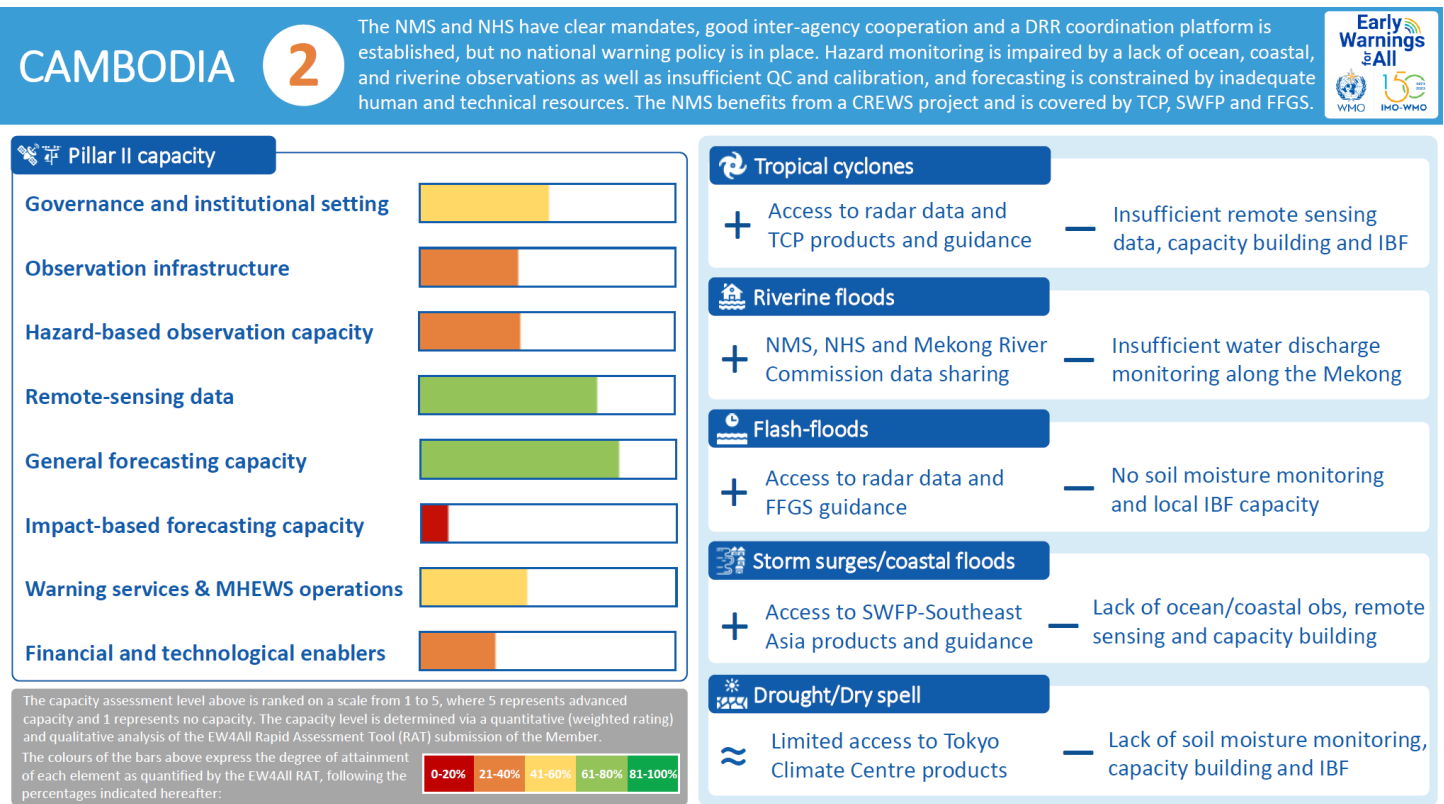 CAMBODIA
2
The NMS and NHS have clear mandates, good inter-agency cooperation and a DRR coordination platform is
established, but no national warning policy is in place. Hazard monitoring is impaired by a lack of ocean, coastal,
and riverine observations as well as insufficient QC and calibration, and forecasting is constrained by inadequate
human and technical resources. The NMS benefits from a CREWS project and is covered by TCP, SWFP and FFGS.
Early
Warnings
for All
WMO
IMO-WMO
Pillar II capacity
Governance and institutional setting
Observation infrastructure
Hazard-based observation capacity
Remote-sensing data
General forecasting capacity
Impact-based forecasting capacity
Warning services & MHEWS operations
Financial and technological enablers
The capacity assessment level above is ranked on a scale from 1 to 5, where 5 represents advanced
capacity and 1 represents no capacity. The capacity level is determined via a quantitative (weighted rating)
and qualitative analysis of the EW4All Rapid Assessment Tool (RAT) submission of the Member.
The colours of the bars above express the degree of attainment
of each element as quantified by the EW4All RAT, following the
percentages indicated hereafter:
0-20% 21-40% 41-60% 61-80% 81-100%
Tropical cyclones
+
Access to radar data and
TCP products and guidance
—
Insufficient remote sensing
data, capacity building and IBF
Riverine floods
+
NMS, NHS and Mekong River
Commission data sharing
—
Insufficient water discharge
monitoring along the Mekong
Flash-floods
+
Access to radar data and
FFGS guidance
—
No soil moisture monitoring
and local IBF capacity
Storm surges/coastal floods
+
Access to SWFP-Southeast
Asia products and guidance
—
Lack of ocean/coastal obs, remote
sensing and capacity building
Drought/Dry spell
≈
Limited access to Tokyo
Climate Centre products
—
Lack of soil moisture monitoring,
capacity building and IBF